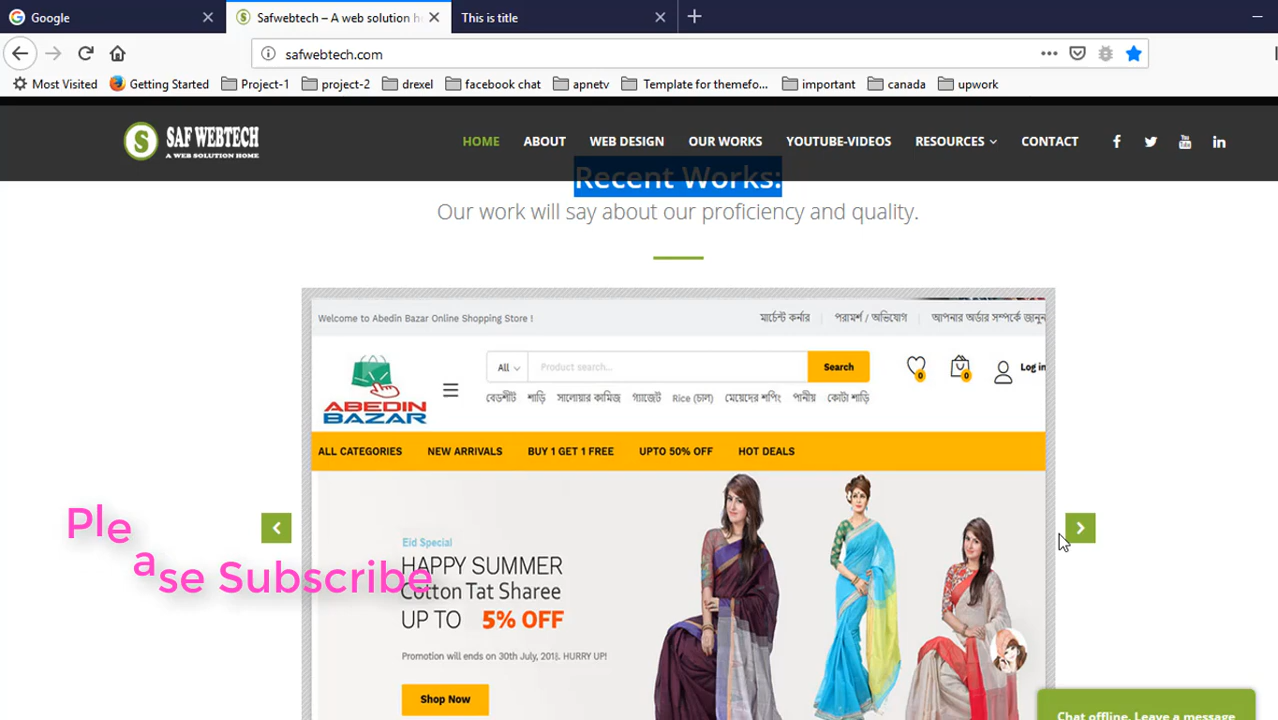 Google
Safwebtech – A web solution h
This is title
safwebtech.com
Most Visited
Getting Started
Project-1
project-2
drexel
facebook chat
apnetv
Template for themefo...
important
canada
upwork
S SAF WEBTECH
A WEB SOLUTION HOME
HOME
ABOUT
WEB DESIGN
OUR WORKS
YOUTUBE-VIDEOS
RESOURCES
CONTACT
Recent Works:
Our work will say about our proficiency and quality.
Welcome to Abedin Bazar Online Shopping Store !
মার্চেন্ট কর্নার
পরামর্শ / অভিযোগ
আপনার অর্ডার সম্পর্কে জানুন
ABEDIN
BAZAR
All
Product search...
Search
0
0
Log in
বেডশীট শাড়ি সালোয়ার কামিজ গ্যাজেট Rice (চাল) মেয়েদের শপিং পানীয় কোটা শাড়ি
ALL CATEGORIES
NEW ARRIVALS
BUY 1 GET 1 FREE
UPTO 50% OFF
HOT DEALS
Eid Special
HAPPY SUMMER
Cotton Tat Sharee
UP TO 5% OFF
Promotion will ends on 30th July, 2018. HURRY UP!
Shop Now
Please Subscribe
Chat offline. Leave a message